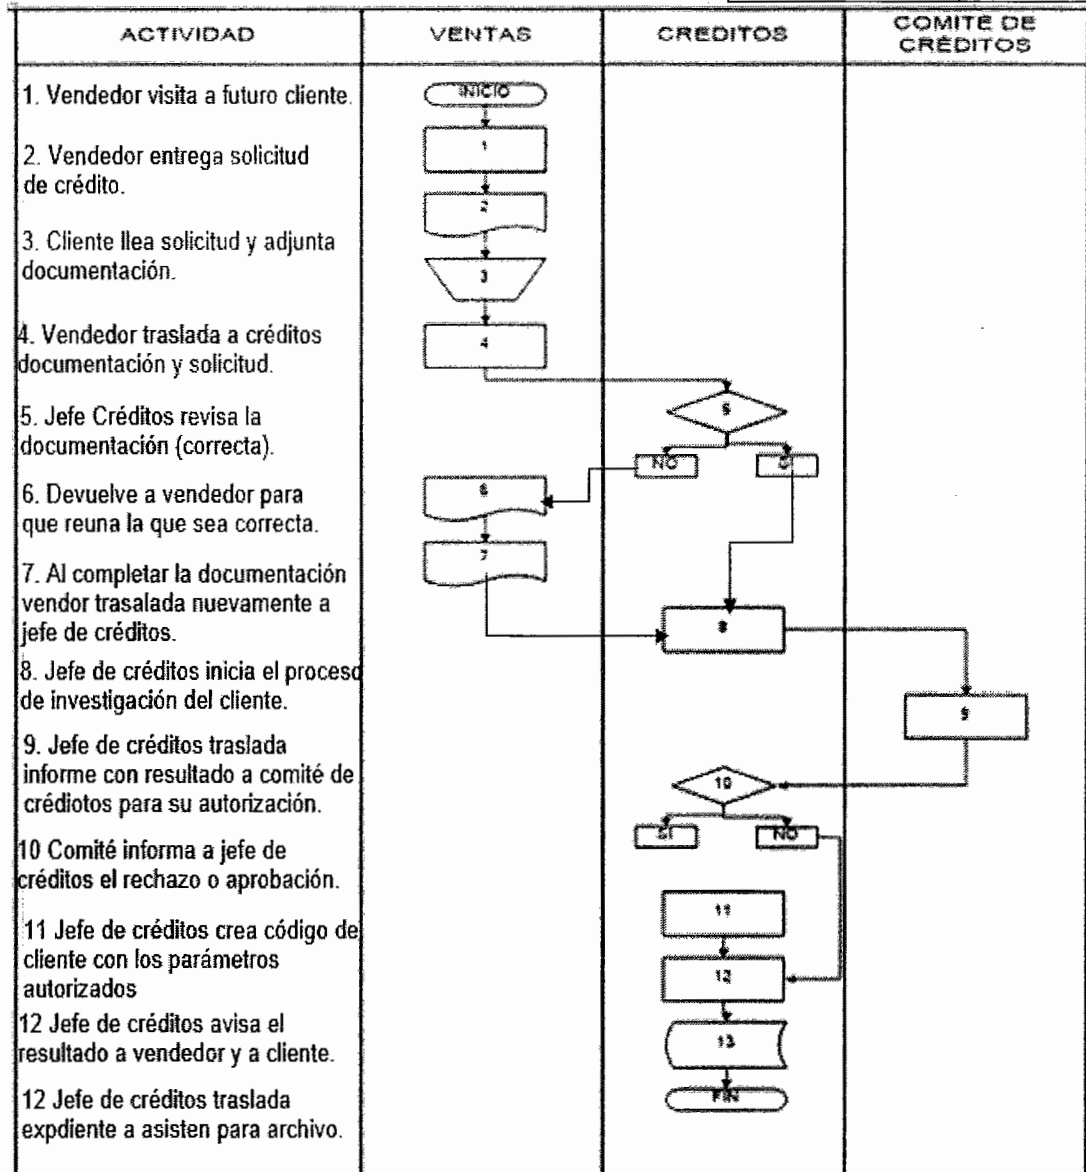 ACTIVIDAD
VENTAS
CREDITOS
COMITÉ DE
CRÉDITOS
1. Vendedor visita a futuro cliente.
2. Vendedor entrega solicitud
de crédito.
3. Cliente llea solicitud y adjunta
documentación.
4. Vendedor traslada a créditos
documentación y solicitud.
5. Jefe Créditos revisa la
documentación (correcta).
6. Devuelve a vendedor para
que reuna la que sea correcta.
7. Al completar la documentación
vendor trasalada nuevamente a
jefe de créditos.
8. Jefe de créditos inicia el proceso
de investigación del cliente.
9. Jefe de créditos traslada
informe con resultado a comité de
crédiotos para su autorización.
10 Comité informa a jefe de
créditos el rechazo o aprobación.
11 Jefe de créditos crea código de
cliente con los parámetros
autorizados
12 Jefe de créditos avisa el
resultado a vendedor y a cliente.
12 Jefe de créditos traslada
expdiente a asisten para archivo.
INICIO
1
2
3
4
5
NO
SI
6
7
8
9
10
SI
NO
11
12
13
FIN